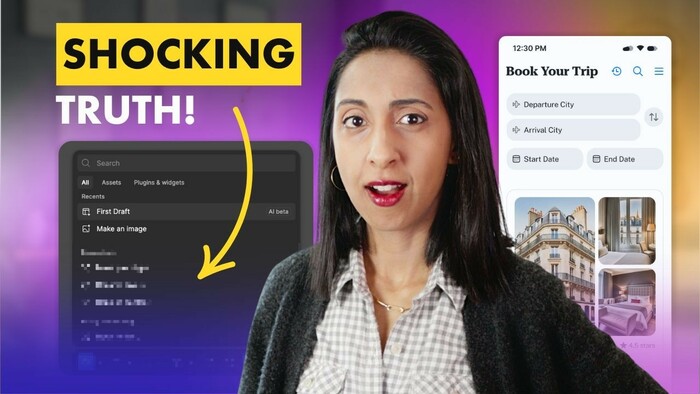 SHOCKING
TRUTH!
Search
All Assets Plugins & widgets
Recents
First Draft AI beta
Make an image
12:30 PM
Book Your Trip
Departure City
Arrival City
Start Date End Date